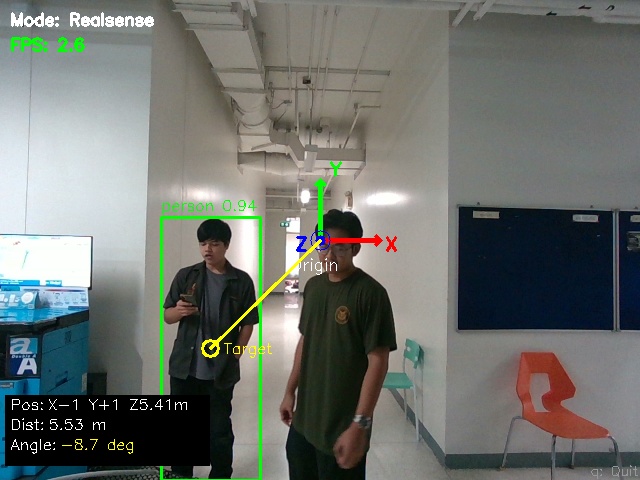 Mode: Realsense
FPS: 2.6
person 0.94
Y
Z
X
Origin
Target
a A
Pos: X-1 Y+1 Z5.41m
Dist: 5.53 m
Angle: -8.7 deg
q: Quit